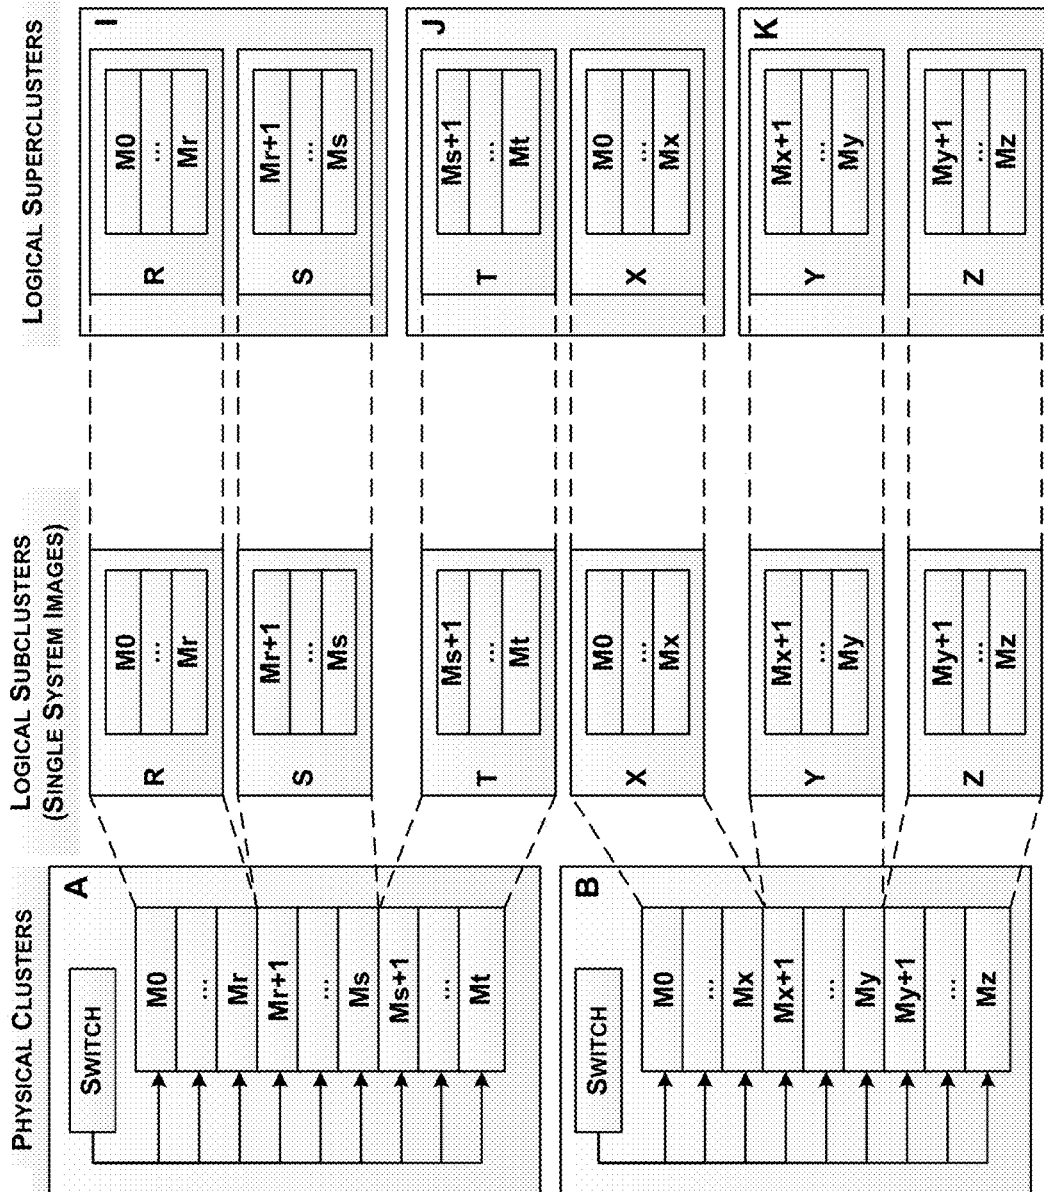 PHYSICAL CLUSTERS
A
SWITCH
M0
...
Mr
Mr+1
...
Ms
Ms+1
...
Mt
B
SWITCH
M0
...
Mx
Mx+1
...
My
My+1
...
Mz
LOGICAL SUBCLUSTERS
(SINGLE SYSTEM IMAGES)
R
M0
...
Mr
S
Mr+1
...
Ms
T
Ms+1
...
Mt
X
M0
...
Mx
Y
Mx+1
...
My
Z
My+1
...
Mz
LOGICAL SUPERCLUSTERS
I
R
M0
...
Mr
S
Mr+1
...
Ms
J
T
Ms+1
...
Mt
X
M0
...
Mx
K
Y
Mx+1
...
My
Z
My+1
...
Mz